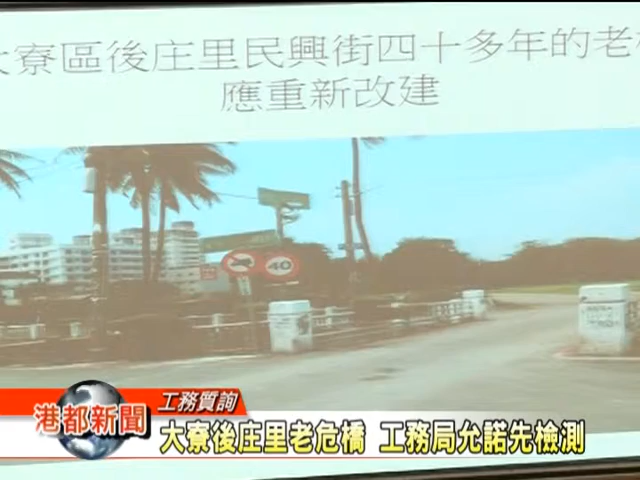 大寮區後庄里民興街四十多年的老
應重新改建
40
工務質詢
港都新聞
大寮後庄里老危橋 工務局允諾先檢測